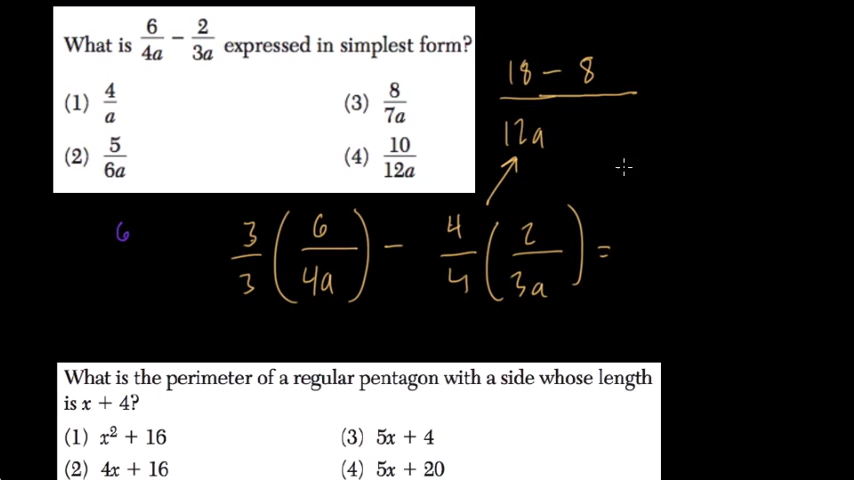 What is 6/4a − 2/3a expressed in simplest form?
(1) 4/a (3) 8/7a
(2) 5/6a (4) 10/12a
18 − 8
12a
6
3/3 (6/4a) − 4/4 (2/3a) =
What is the perimeter of a regular pentagon with a side whose length
is x + 4?
(1) x² + 16 (3) 5x + 4
(2) 4x + 16 (4) 5x + 20